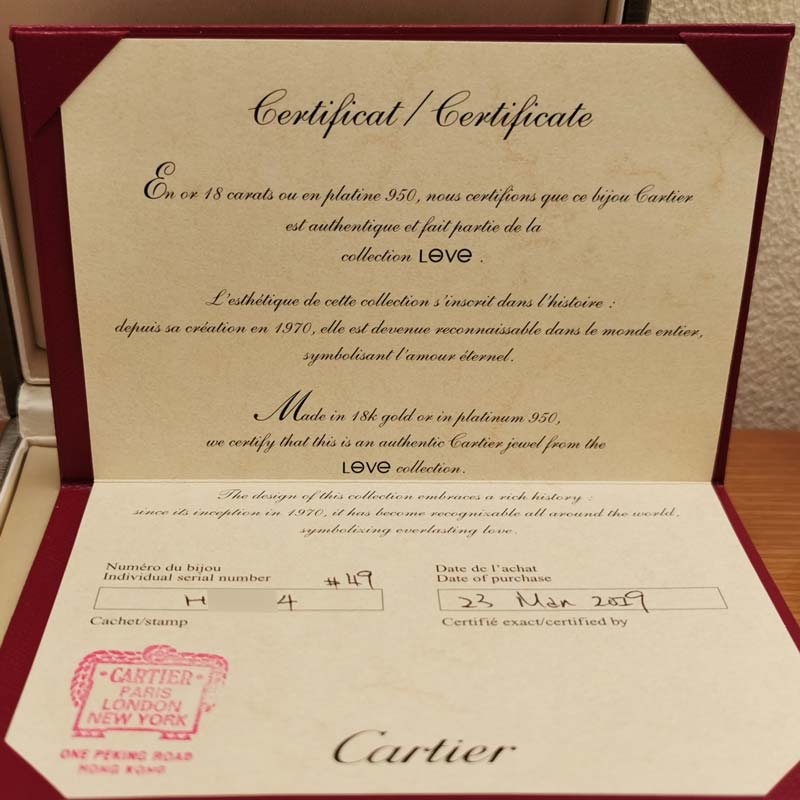 Certificat / Certificate
En or 18 carats ou en platine 950, nous certifions que ce bijou Cartier
est authentique et fait partie de la
collection LOVE .
L'esthétique de cette collection s'inscrit dans l'histoire :
depuis sa création en 1970, elle est devenue reconnaissable dans le monde entier,
symbolisant l'amour éternel.
Made in 18k gold or in platinum 950,
we certify that this is an authentic Cartier jewel from the
LOVE collection.
The design of this collection embraces a rich history :
since its inception in 1970, it has become recognizable all around the world,
symbolizing everlasting love.
Numéro du bijou
Individual serial number #49
H 4
Cachet/stamp
Date de l'achat
Date of purchase
23 Mar 2019
Certifié exact/certified by
CARTIER
PARIS
LONDON
NEW YORK
ONE PEKING ROAD
HONG KONG
Cartier